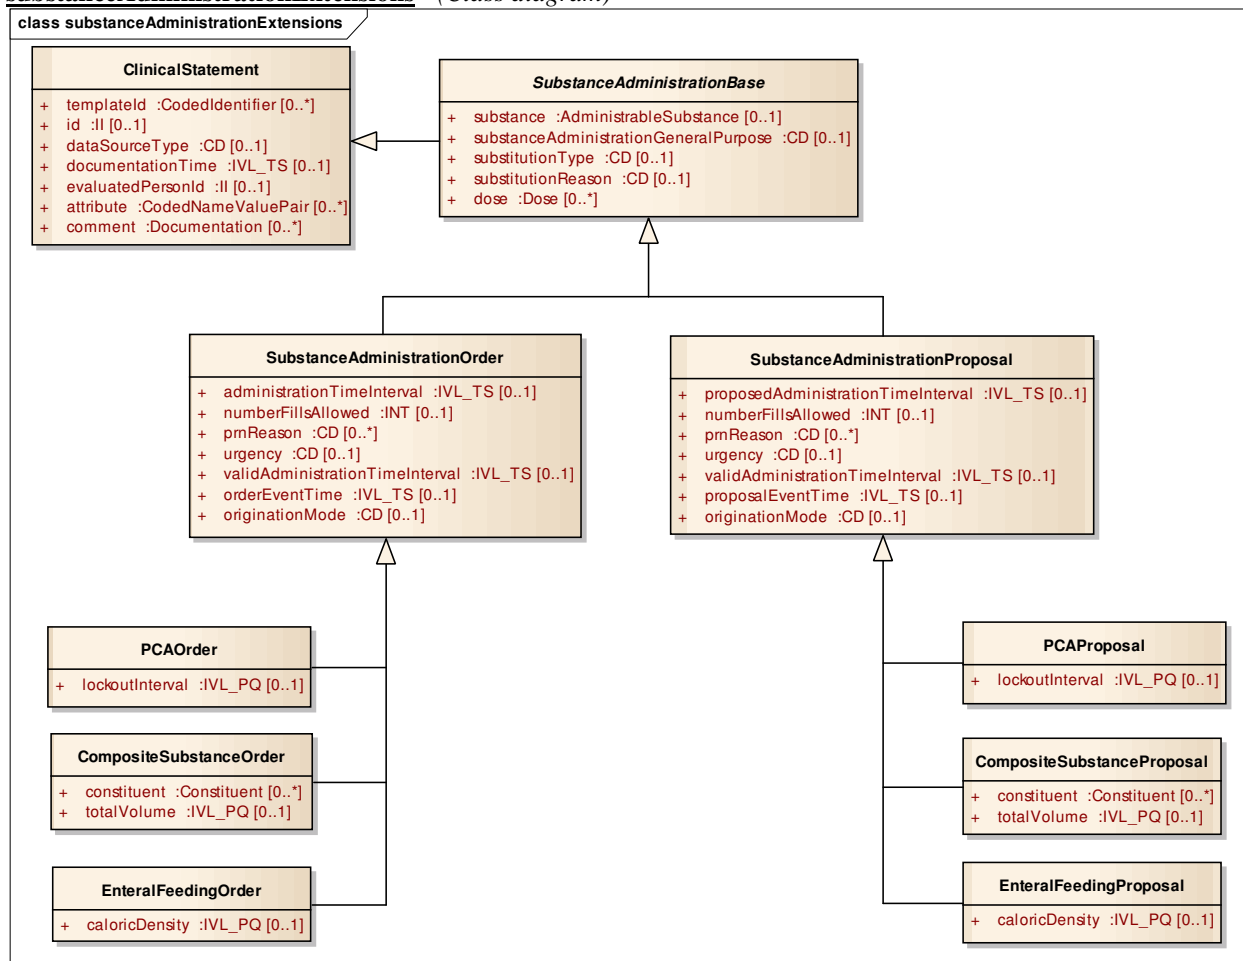 substanceAdministrationExtensions - (Class diagram)
class substanceAdministrationExtensions
ClinicalStatement
+ templateId :CodedIdentifier [0..*]
+ id :II [0..1]
+ dataSourceType :CD [0..1]
+ documentationTime :IVL_TS [0..1]
+ evaluatedPersonId :II [0..1]
+ attribute :CodedNameValuePair [0..*]
+ comment :Documentation [0..*]
SubstanceAdministrationBase
+ substance :AdministrableSubstance [0..1]
+ substanceAdministrationGeneralPurpose :CD [0..1]
+ substitutionType :CD [0..1]
+ substitutionReason :CD [0..1]
+ dose :Dose [0..*]
SubstanceAdministrationOrder
+ administrationTimeInterval :IVL_TS [0..1]
+ numberFillsAllowed :INT [0..1]
+ prnReason :CD [0..*]
+ urgency :CD [0..1]
+ validAdministrationTimeInterval :IVL_TS [0..1]
+ orderEventTime :IVL_TS [0..1]
+ originationMode :CD [0..1]
SubstanceAdministrationProposal
+ proposedAdministrationTimeInterval :IVL_TS [0..1]
+ numberFillsAllowed :INT [0..1]
+ prnReason :CD [0..*]
+ urgency :CD [0..1]
+ validAdministrationTimeInterval :IVL_TS [0..1]
+ proposalEventTime :IVL_TS [0..1]
+ originationMode :CD [0..1]
PCAOrder
+ lockoutInterval :IVL_PQ [0..1]
CompositeSubstanceOrder
+ constituent :Constituent [0..*]
+ totalVolume :IVL_PQ [0..1]
EnteralFeedingOrder
+ caloricDensity :IVL_PQ [0..1]
PCAProposal
+ lockoutInterval :IVL_PQ [0..1]
CompositeSubstanceProposal
+ constituent :Constituent [0..*]
+ totalVolume :IVL_PQ [0..1]
EnteralFeedingProposal
+ caloricDensity :IVL_PQ [0..1]